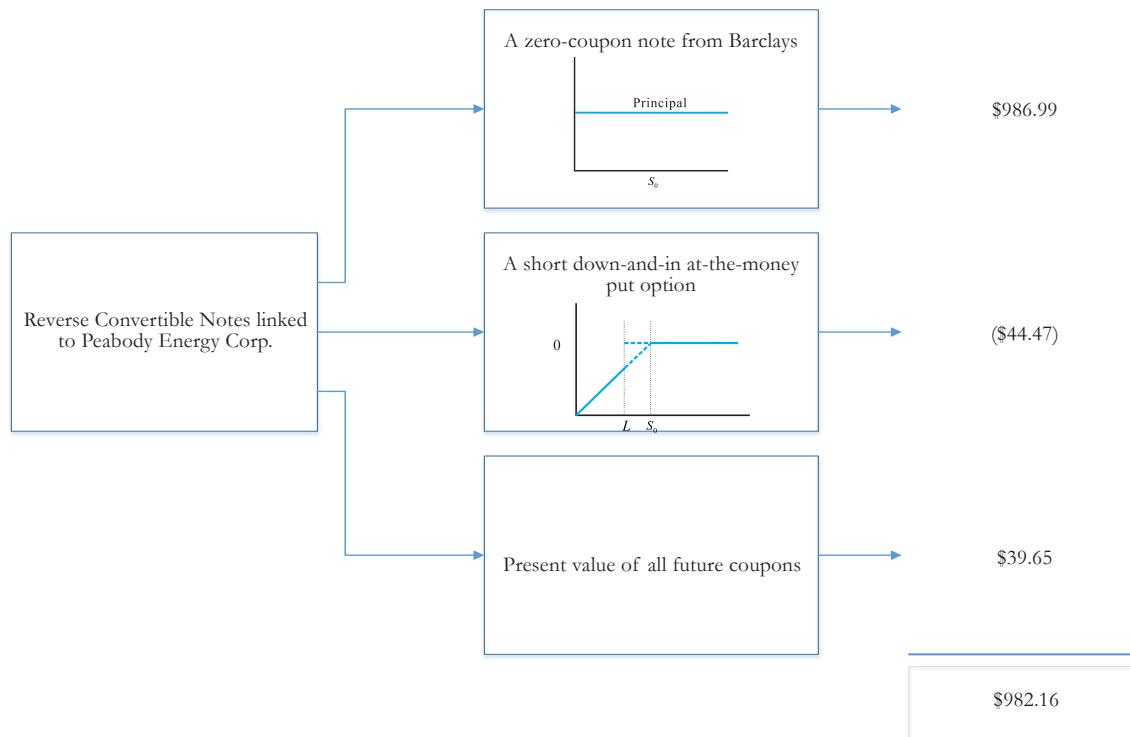 A zero-coupon note from Barclays
Principal
S₀
$986.99
Reverse Convertible Notes linked
to Peabody Energy Corp.
A short down-and-in at-the-money
put option
0
L S₀
($44.47)
Present value of all future coupons
$39.65
$982.16